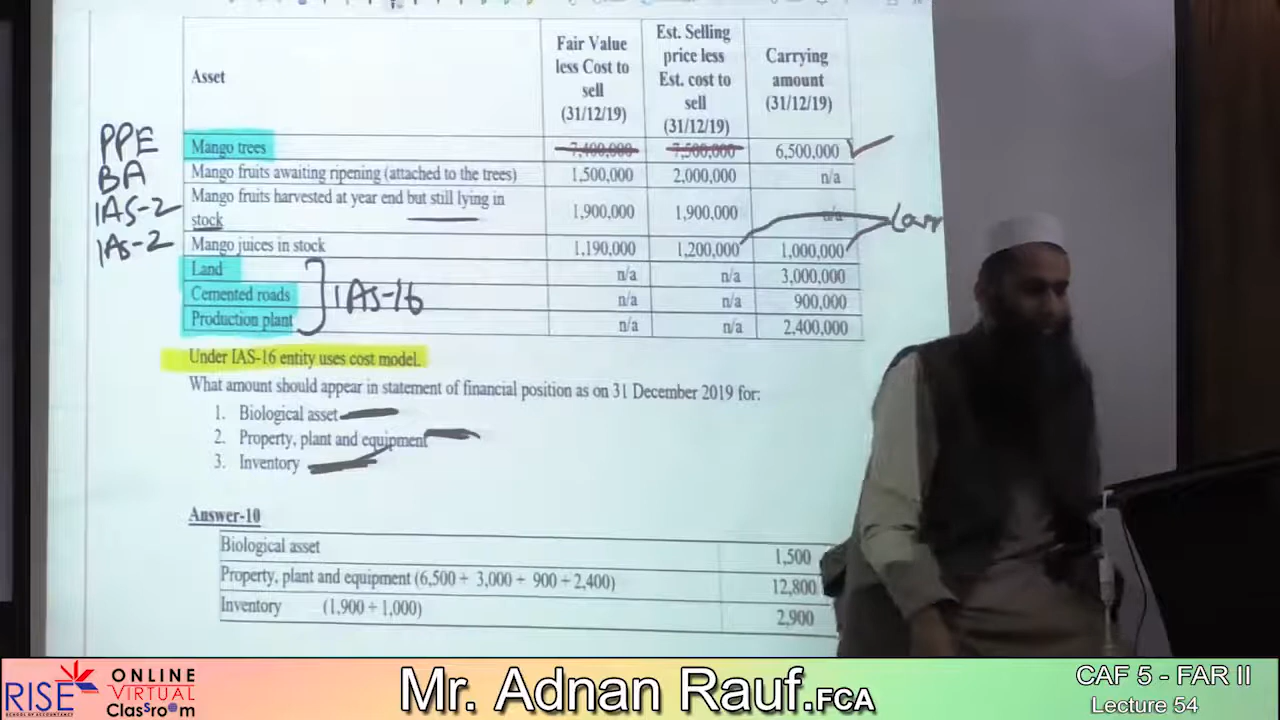 Asset
Fair Value less Cost to sell (31/12/19)
Est. Selling price less Est. cost to sell (31/12/19)
Carrying amount (31/12/19)
PPE Mango trees 7,400,000 7,500,000 6,500,000
BA Mango fruits awaiting ripening (attached to the trees) 1,500,000 2,000,000 n/a
IAS-2 Mango fruits harvested at year end but still lying in stock 1,900,000 1,900,000 n/a
IAS-2 Mango juices in stock 1,190,000 1,200,000 1,000,000
Land n/a n/a 3,000,000
Cemented roads n/a n/a 900,000
Production plant n/a n/a 2,400,000
IAS-16
Under IAS-16 entity uses cost model.
What amount should appear in statement of financial position as on 31 December 2019 for:
1. Biological asset
2. Property, plant and equipment
3. Inventory
Answer-10
Biological asset 1,500
Property, plant and equipment (6,500 + 3,000 + 900 + 2,400) 12,800
Inventory (1,900 + 1,000) 2,900
RISE
SCHOOL OF ACCOUNTANCY
ONLINE
VIRTUAL
Classroom
Mr. Adnan Rauf.FCA
CAF 5 - FAR II
Lecture 54